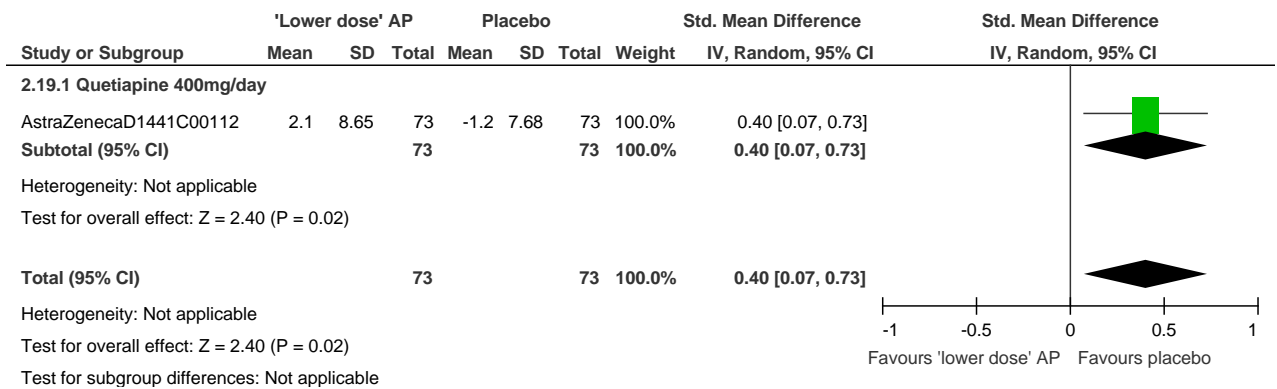 'Lower dose' AP Placebo Std. Mean Difference Std. Mean Difference
Study or Subgroup Mean SD Total Mean SD Total Weight IV, Random, 95% CI IV, Random, 95% CI
2.19.1 Quetiapine 400mg/day
AstraZenecaD1441C00112 2.1 8.65 73 -1.2 7.68 73 100.0% 0.40 [0.07, 0.73]
Subtotal (95% CI) 73 73 100.0% 0.40 [0.07, 0.73]
Heterogeneity: Not applicable
Test for overall effect: Z = 2.40 (P = 0.02)
Total (95% CI) 73 73 100.0% 0.40 [0.07, 0.73]
Heterogeneity: Not applicable
Test for overall effect: Z = 2.40 (P = 0.02)
Test for subgroup differences: Not applicable
-1 -0.5 0 0.5 1
Favours 'lower dose' AP Favours placebo